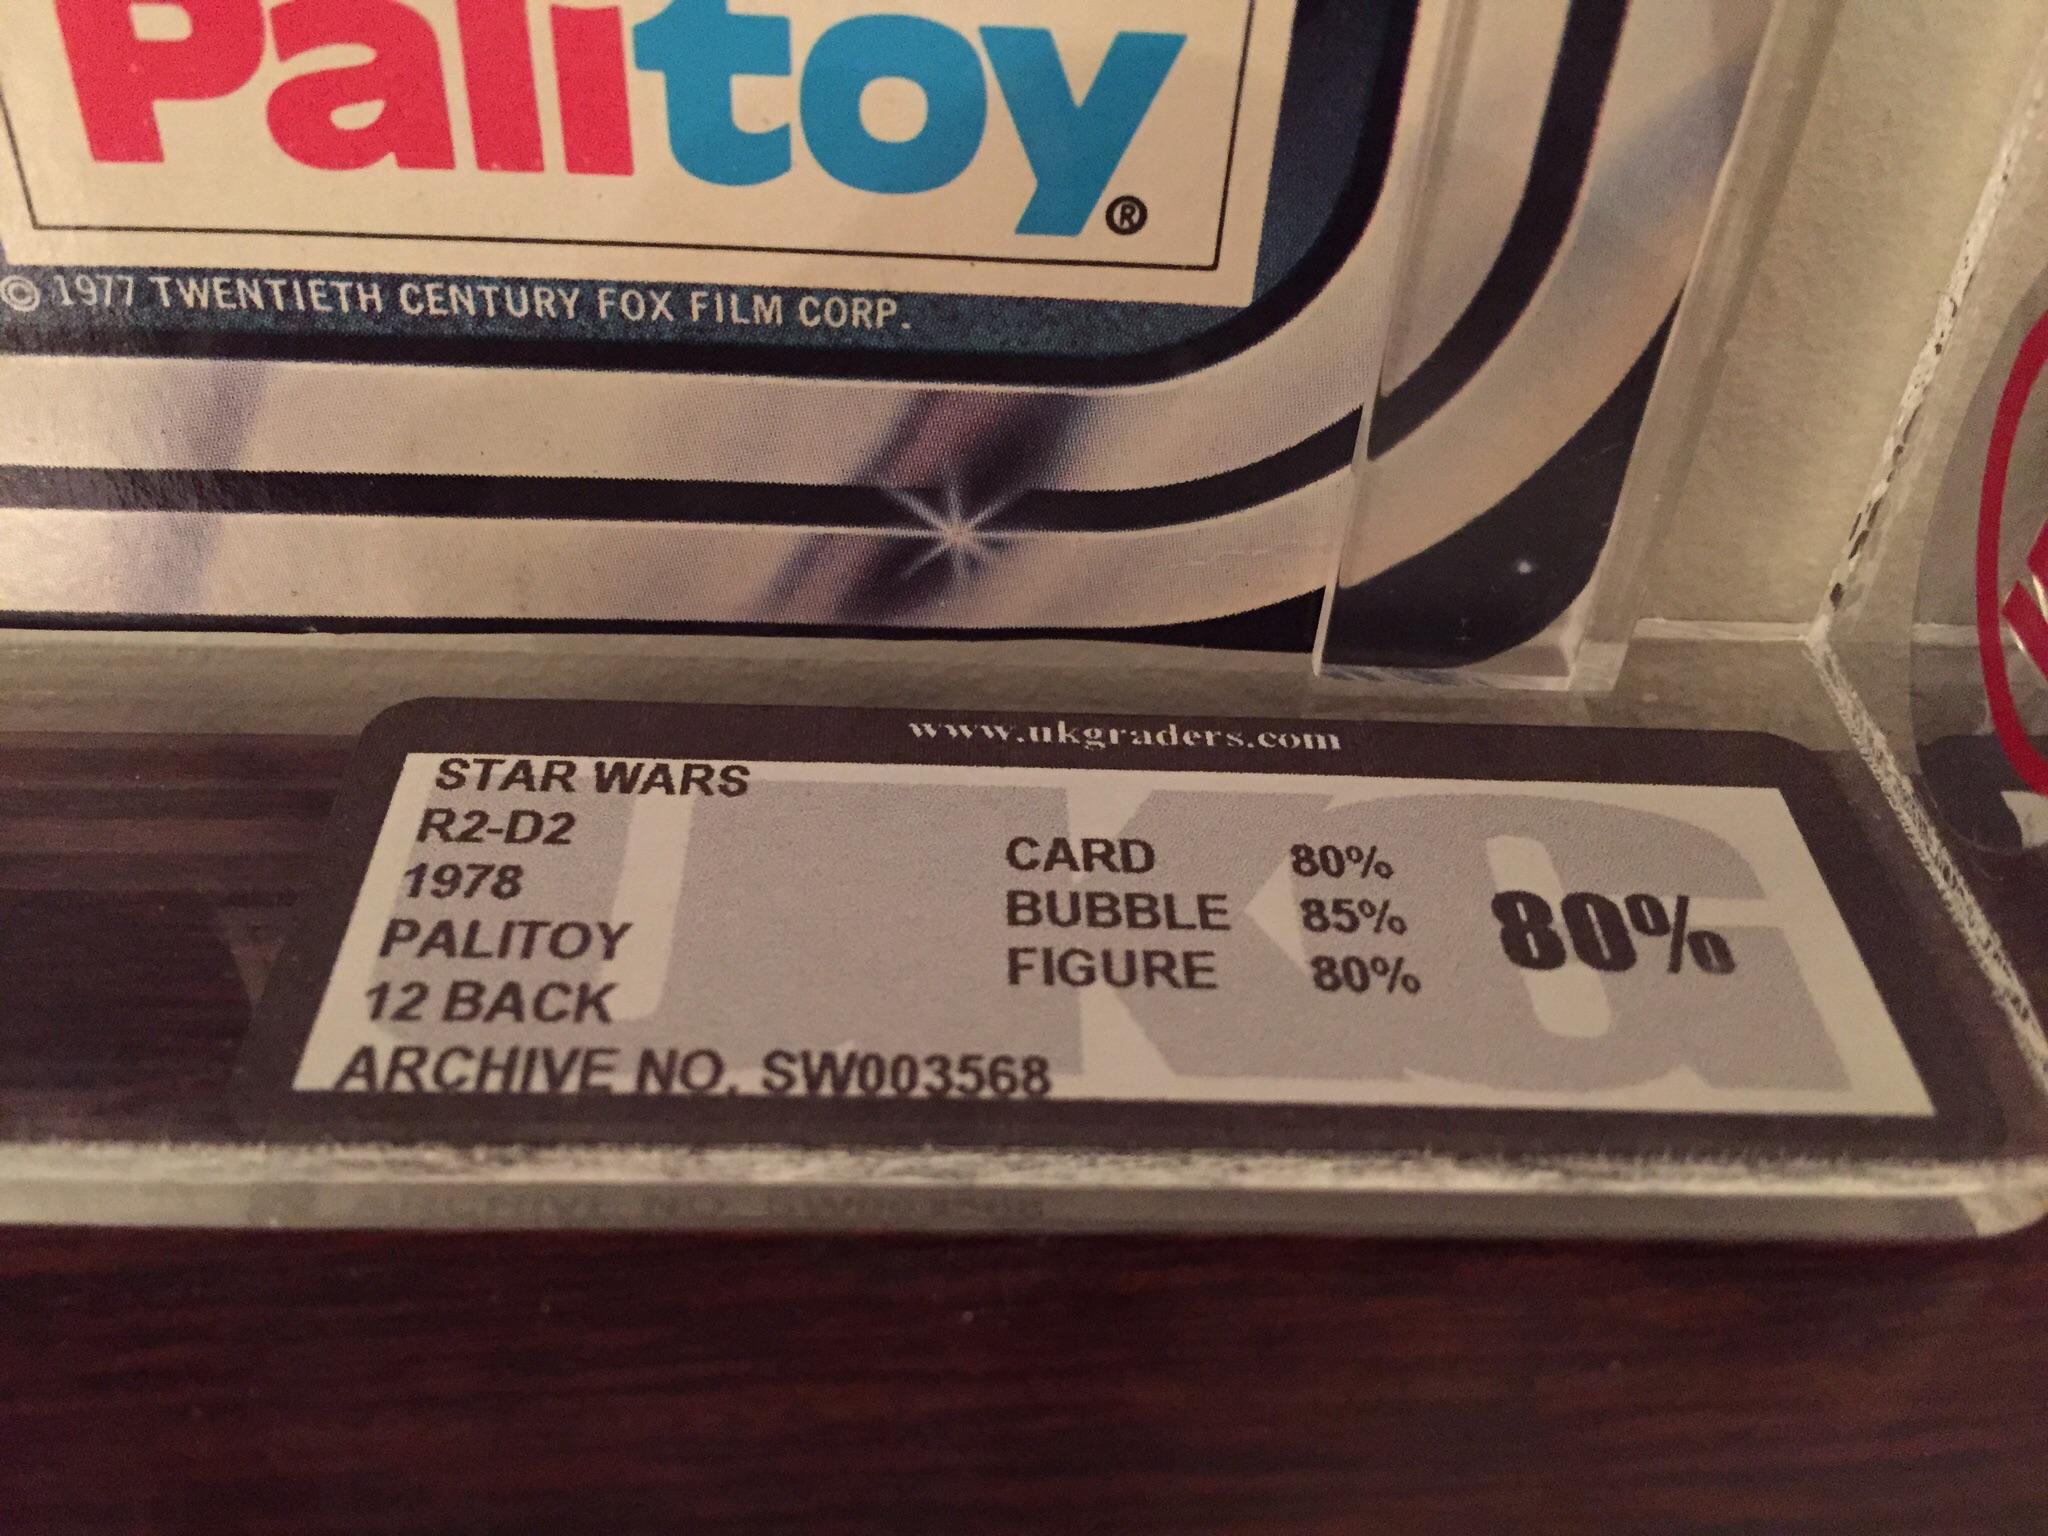 Palitoy®
© 1977 TWENTIETH CENTURY FOX FILM CORP.
www.ukgraders.com
STAR WARS
R2-D2
1978
PALITOY
12 BACK
ARCHIVE NO. SW003568
CARD 80%
BUBBLE 85%
FIGURE 80%
80%
UKG